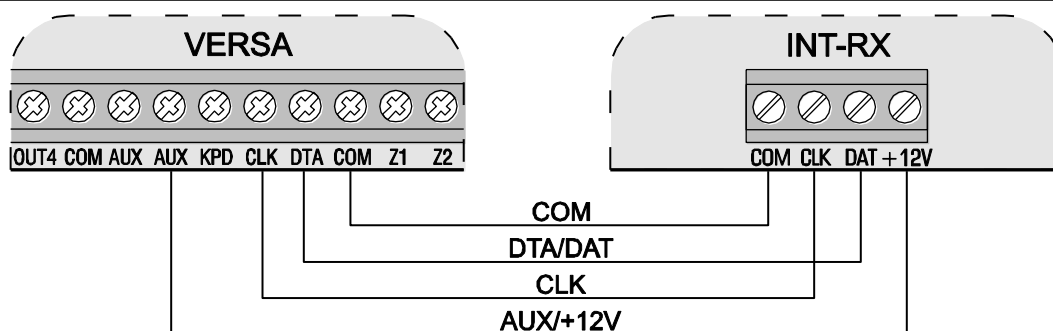 VERSA INT-RX
OUT4 COM AUX AUX KPD CLK DTA COM Z1 Z2 COM CLK DAT +12V
COM
DTA/DAT
CLK
AUX/+12V